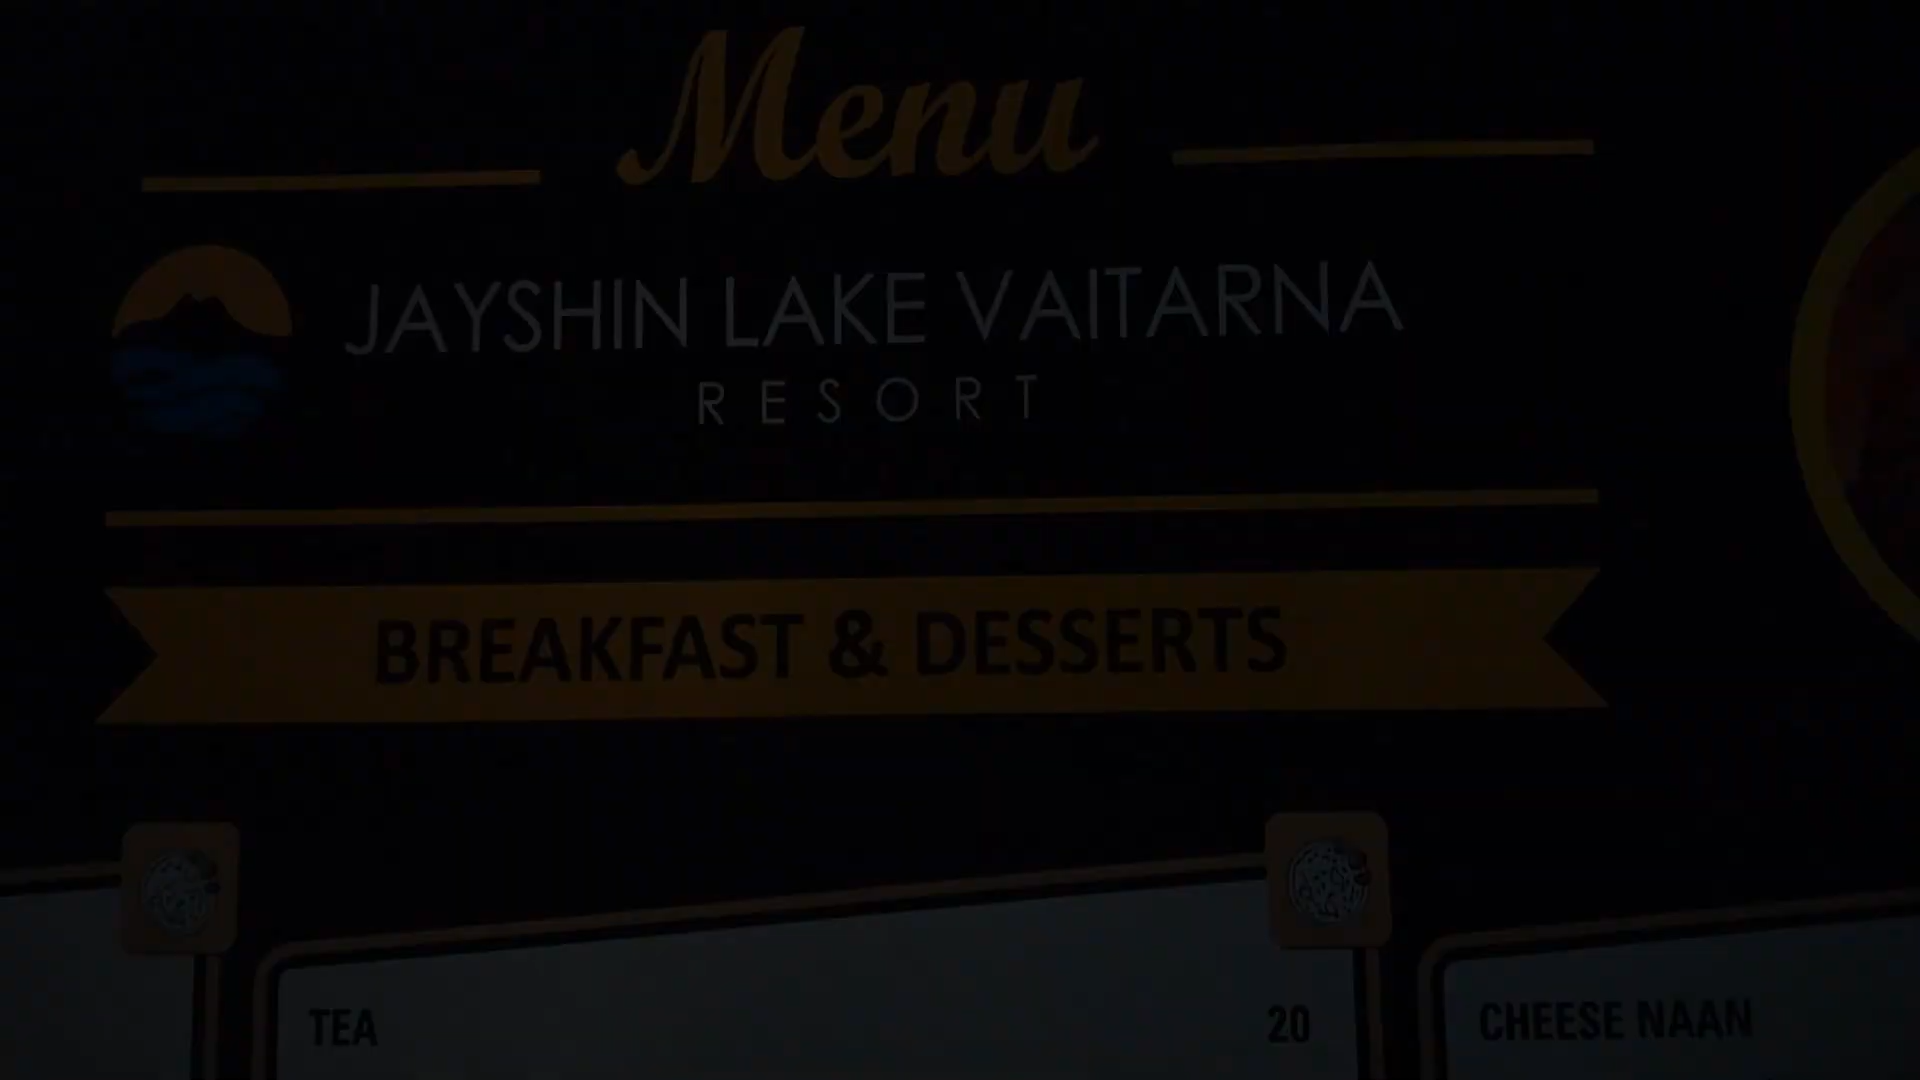 Menu
JAYSHIN LAKE VAITARNA
RESORT
BREAKFAST & DESSERTS
TEA 20
CHEESE NAAN